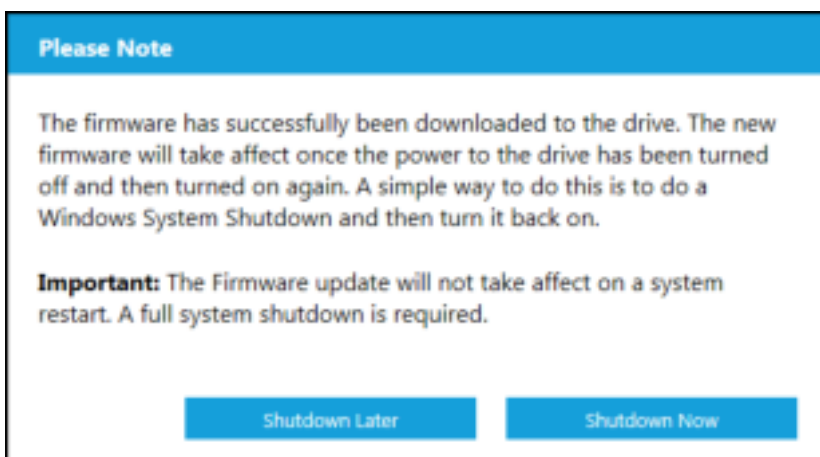 Please Note
The firmware has successfully been downloaded to the drive. The new
firmware will take affect once the power to the drive has been turned
off and then turned on again. A simple way to do this is to do a
Windows System Shutdown and then turn it back on.
Important: The Firmware update will not take affect on a system
restart. A full system shutdown is required.
Shutdown Later
Shutdown Now